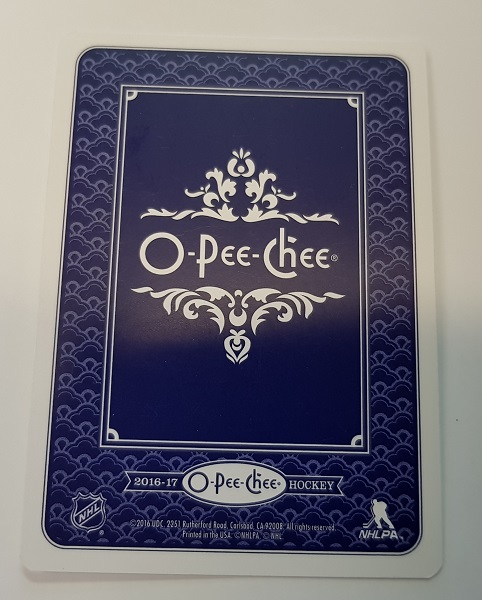 O-Pee-Chee®
2016-17 O-Pee-Chee® HOCKEY
NHL ®
NHLPA
©2016 UDC. 2251 Rutherford Road, Carlsbad, CA 92008. All rights reserved.
Printed in the USA. © NHLPA. © NHL.